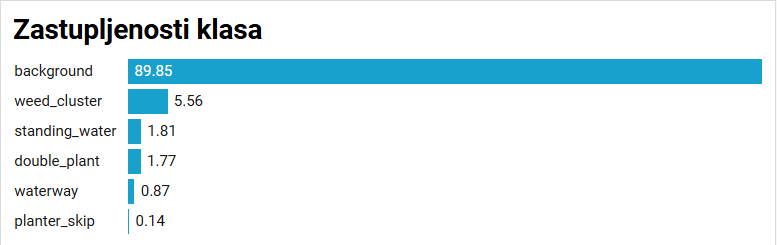 Zastupljenosti klasa
background 89.85
weed_cluster 5.56
standing_water 1.81
double_plant 1.77
waterway 0.87
planter_skip 0.14